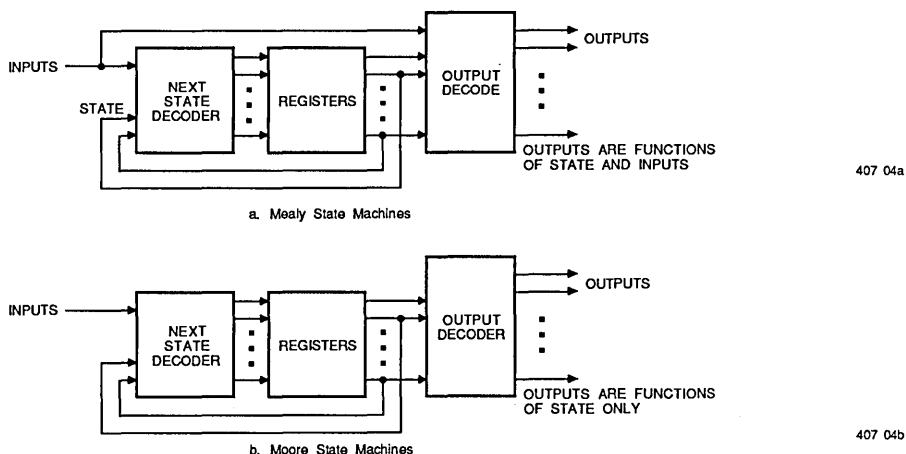 INPUTS
STATE
NEXT
STATE
DECODER
REGISTERS
OUTPUT
DECODE
OUTPUTS
OUTPUTS ARE FUNCTIONS
OF STATE AND INPUTS
407 04a
a. Mealy State Machines
INPUTS
NEXT
STATE
DECODER
REGISTERS
OUTPUT
DECODER
OUTPUTS
OUTPUTS ARE FUNCTIONS
OF STATE ONLY
407 04b
b. Moore State Machines